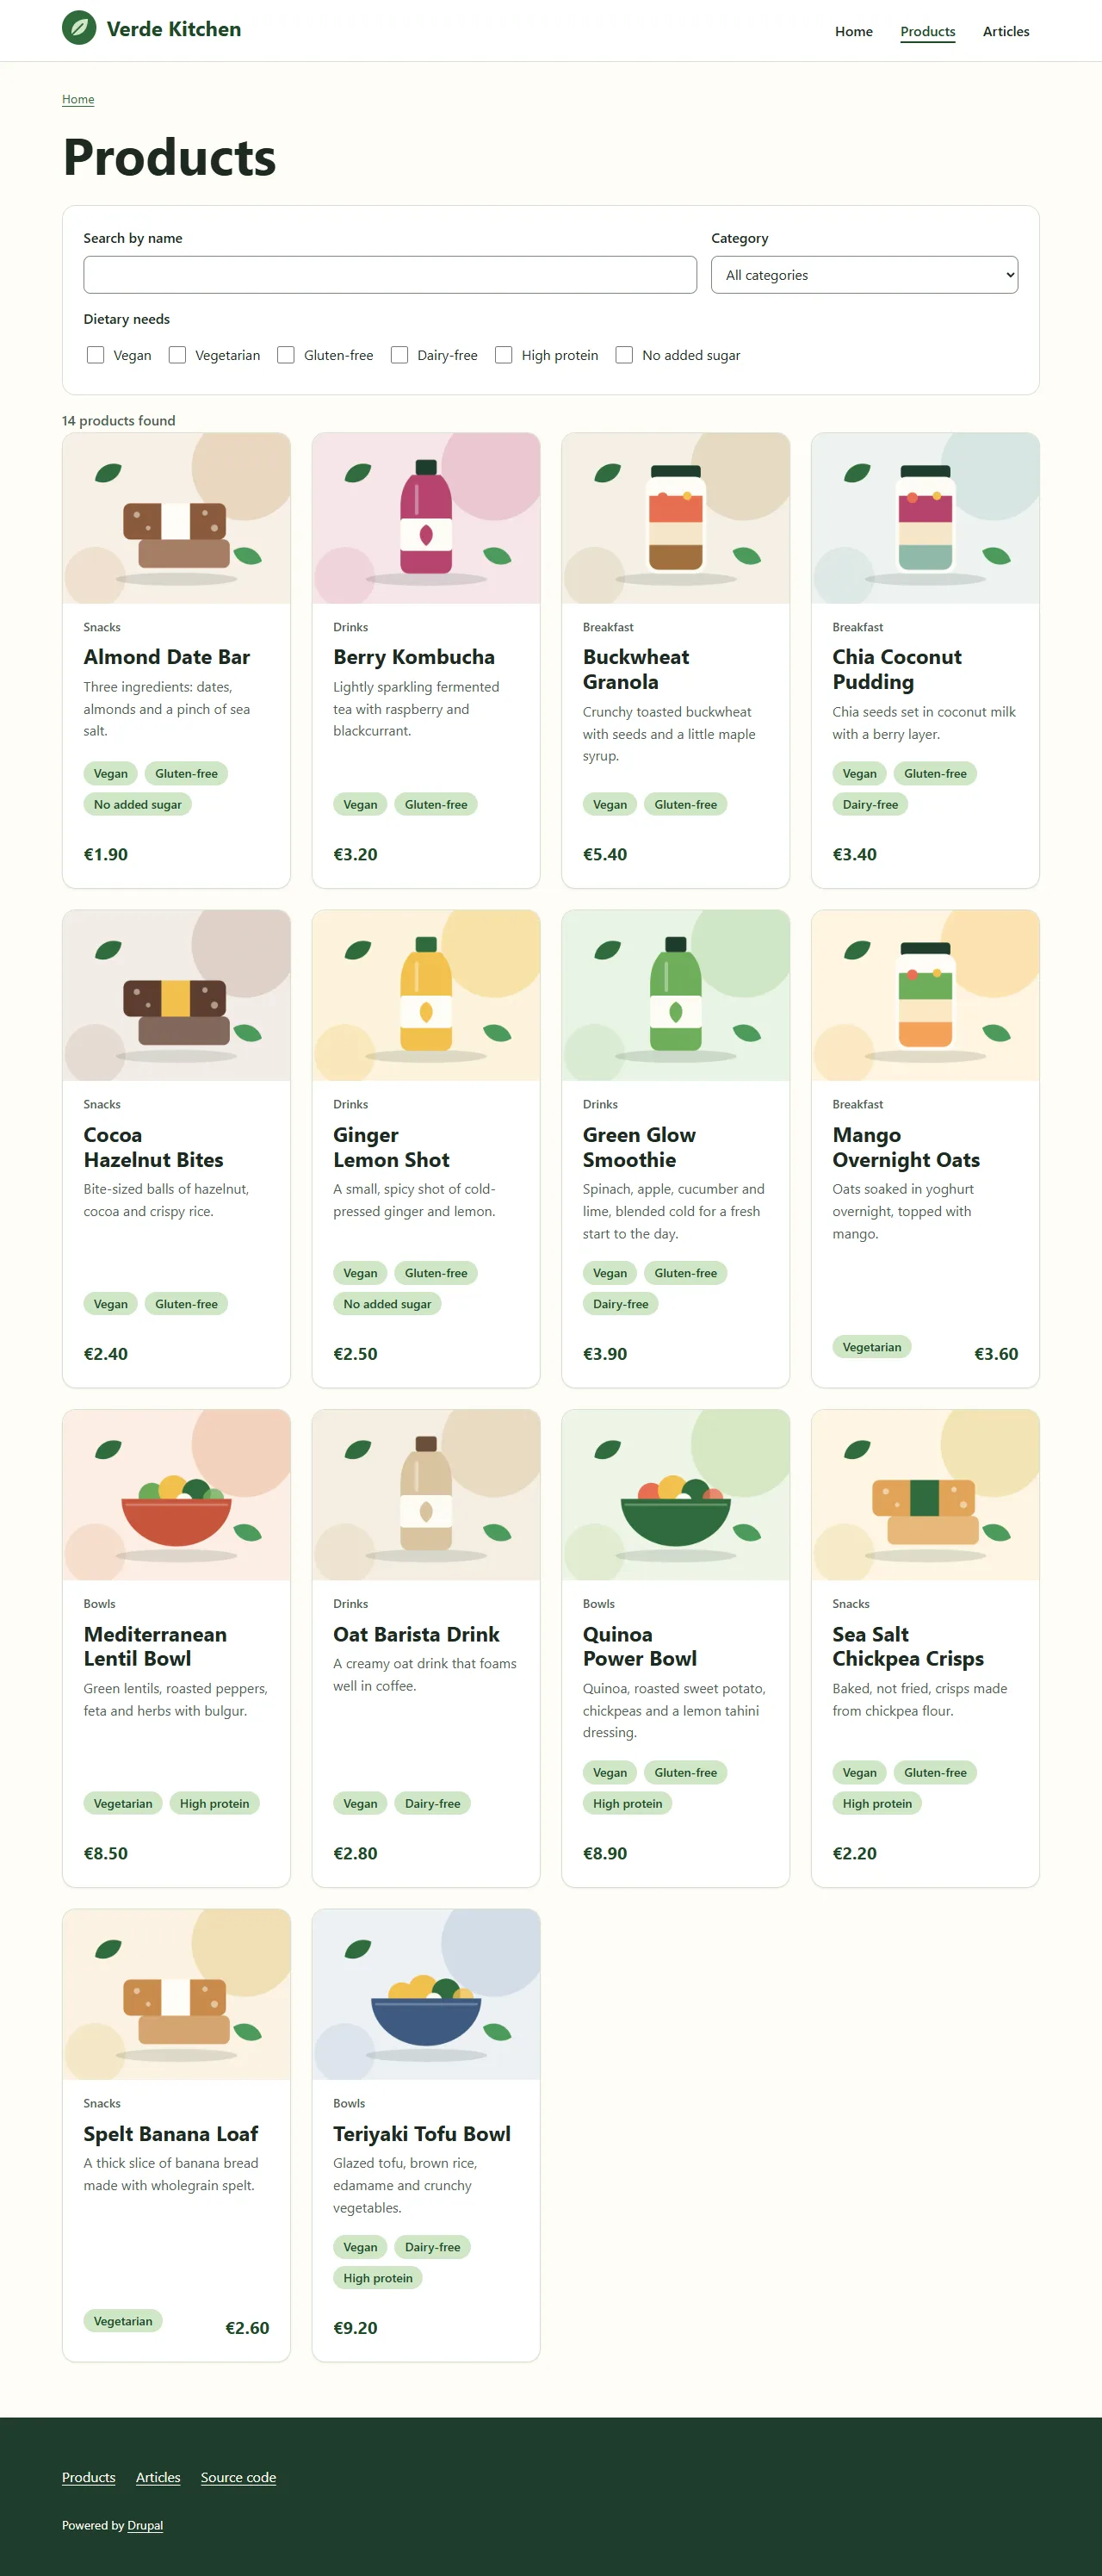 Verde Kitchen
Home
Products
Articles
Home
Products
Search by name
Category
All categories
Dietary needs
Vegan
Vegetarian
Gluten-free
Dairy-free
High protein
No added sugar
14 products found
Snacks
Almond Date Bar
Three ingredients: dates,
almonds and a pinch of sea
salt.
Vegan
Gluten-free
No added sugar
€1.90
Drinks
Berry Kombucha
Lightly sparkling fermented
tea with raspberry and
blackcurrant.
Vegan
Gluten-free
€3.20
Breakfast
Buckwheat
Granola
Crunchy toasted buckwheat
with seeds and a little maple
syrup.
Vegan
Gluten-free
€5.40
Breakfast
Chia Coconut
Pudding
Chia seeds set in coconut milk
with a berry layer.
Vegan
Gluten-free
Dairy-free
€3.40
Snacks
Cocoa
Hazelnut Bites
Bite-sized balls of hazelnut,
cocoa and crispy rice.
Vegan
Gluten-free
€2.40
Drinks
Ginger
Lemon Shot
A small, spicy shot of cold-
pressed ginger and lemon.
Vegan
Gluten-free
No added sugar
€2.50
Drinks
Green Glow
Smoothie
Spinach, apple, cucumber and
lime, blended cold for a fresh
start to the day.
Vegan
Gluten-free
Dairy-free
€3.90
Breakfast
Mango
Overnight Oats
Oats soaked in yoghurt
overnight, topped with
mango.
Vegetarian
€3.60
Bowls
Mediterranean
Lentil Bowl
Green lentils, roasted peppers,
feta and herbs with bulgur.
Vegetarian
High protein
€8.50
Drinks
Oat Barista Drink
A creamy oat drink that foams
well in coffee.
Vegan
Dairy-free
€2.80
Bowls
Quinoa
Power Bowl
Quinoa, roasted sweet potato,
chickpeas and a lemon tahini
dressing.
Vegan
Gluten-free
High protein
€8.90
Snacks
Sea Salt
Chickpea Crisps
Baked, not fried, crisps made
from chickpea flour.
Vegan
Gluten-free
High protein
€2.20
Snacks
Spelt Banana Loaf
A thick slice of banana bread
made with wholegrain spelt.
Vegetarian
€2.60
Bowls
Teriyaki Tofu Bowl
Glazed tofu, brown rice,
edamame and crunchy
vegetables.
Vegan
Dairy-free
High protein
€9.20
Products
Articles
Source code
Powered by Drupal